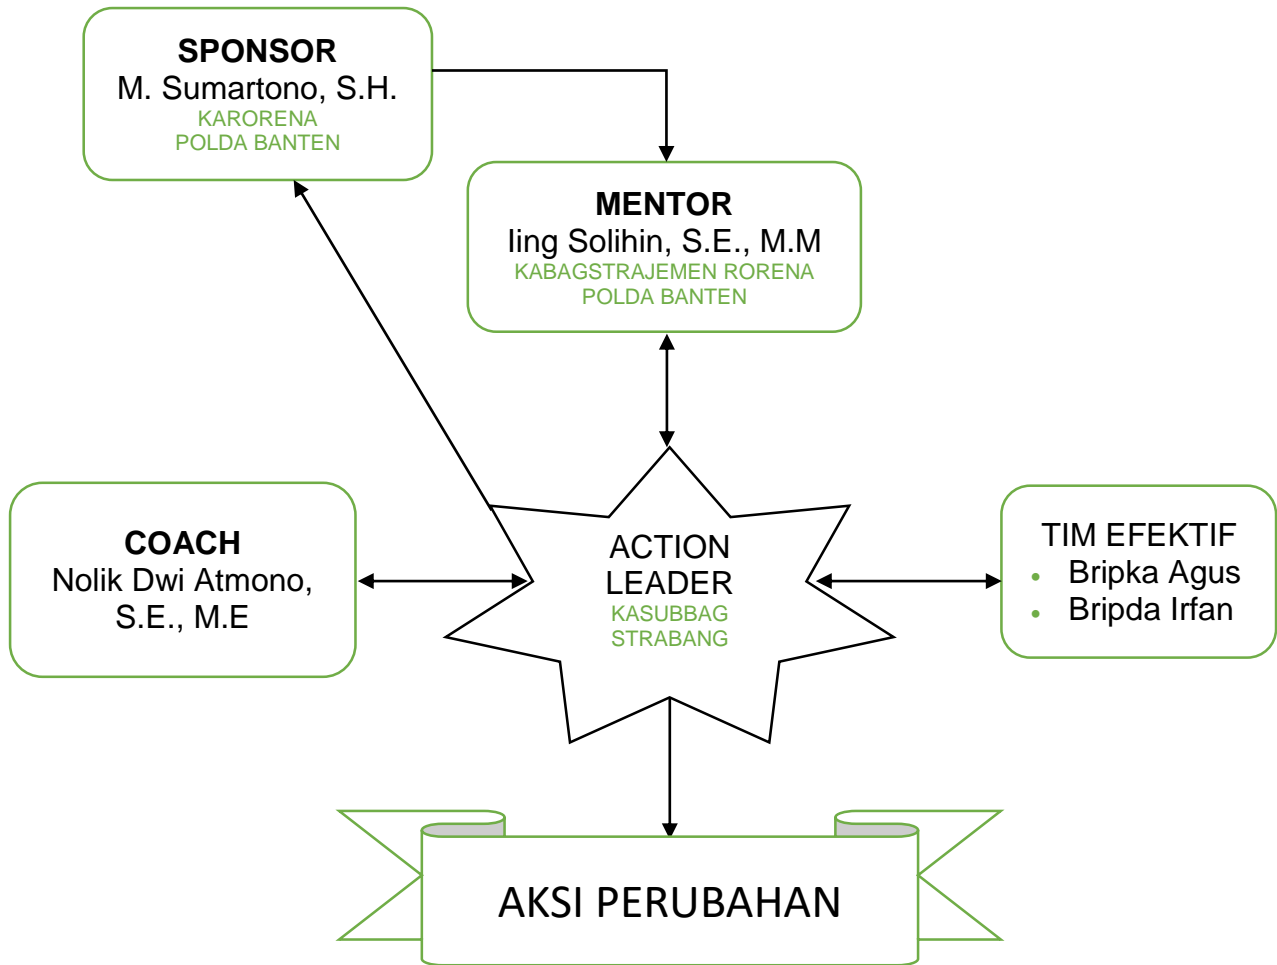 SPONSOR
M. Sumartono, S.H.
KARORENA
POLDA BANTEN
MENTOR
Iing Solihin, S.E., M.M
KABAGSTRAJEMEN RORENA
POLDA BANTEN
COACH
Nolik Dwi Atmono,
S.E., M.E
ACTION
LEADER
KASUBBAG
STRABANG
TIM EFEKTIF
• Bripka Agus
• Bripda Irfan
AKSI PERUBAHAN